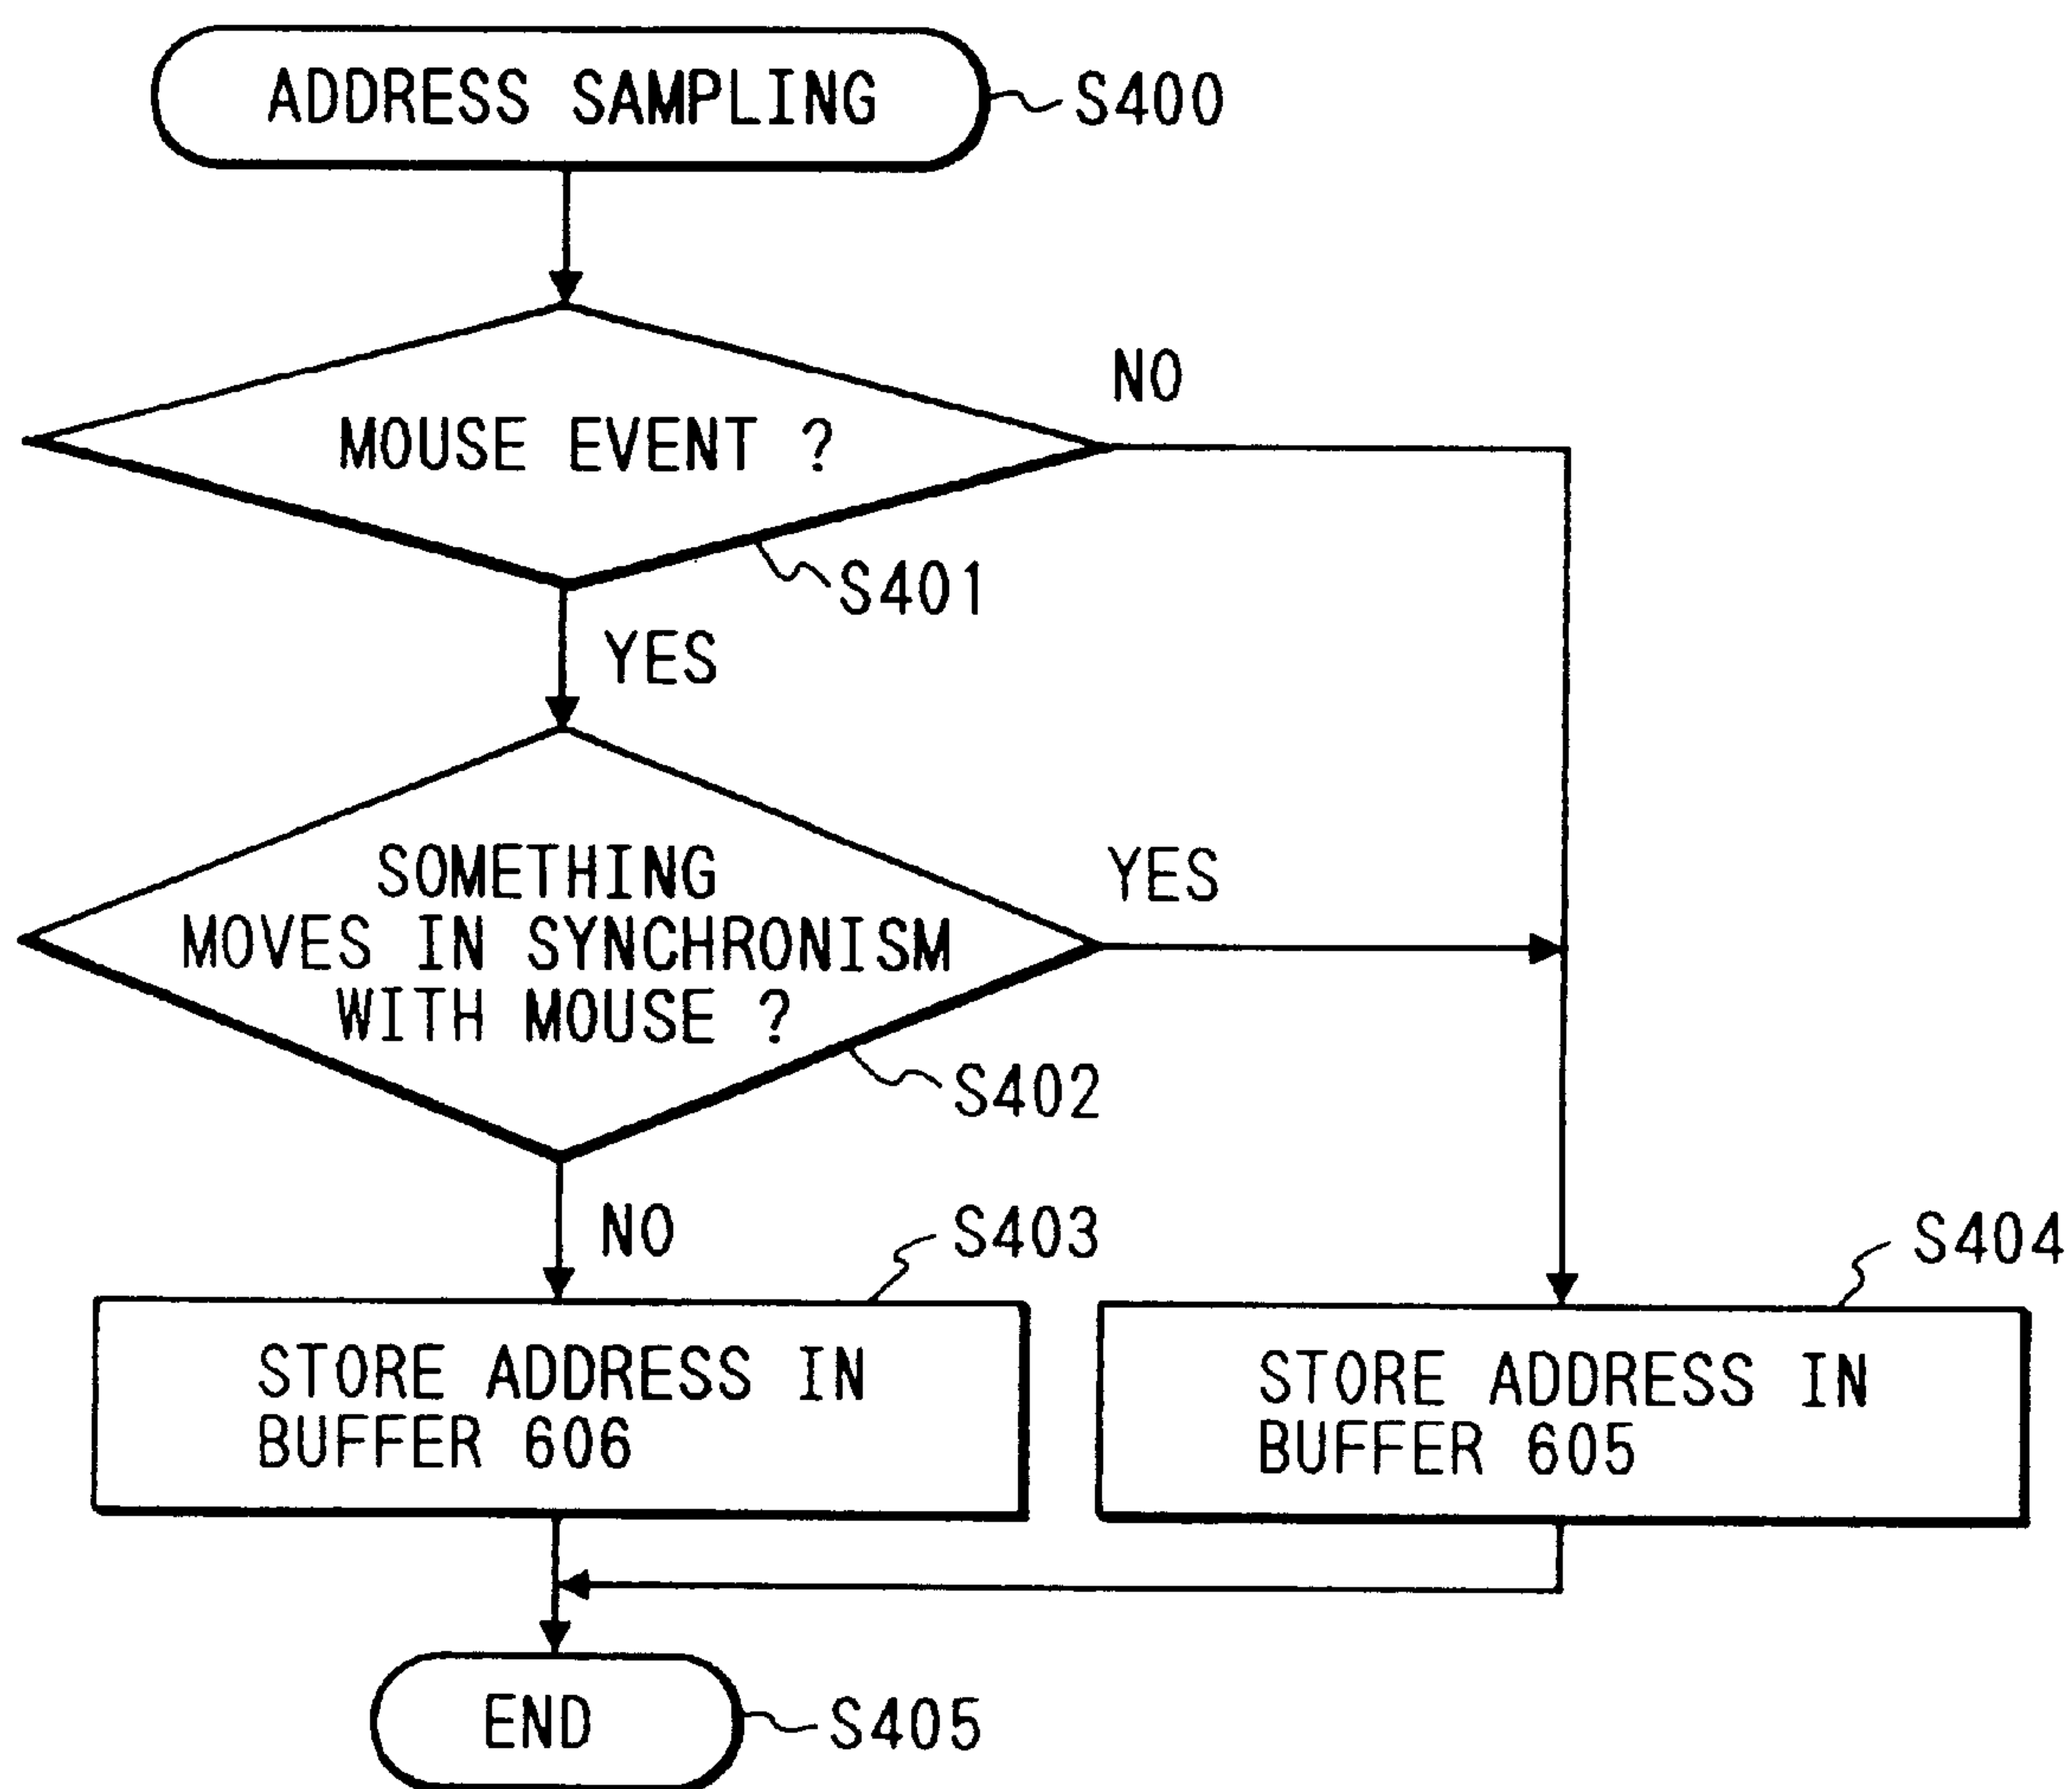 ADDRESS SAMPLING
S400
NO
MOUSE EVENT ?
S401
YES
SOMETHING
MOVES IN SYNCHRONISM
WITH MOUSE ?
YES
S402
NO
S403
S404
STORE ADDRESS IN
BUFFER 606
STORE ADDRESS IN
BUFFER 605
END
S405